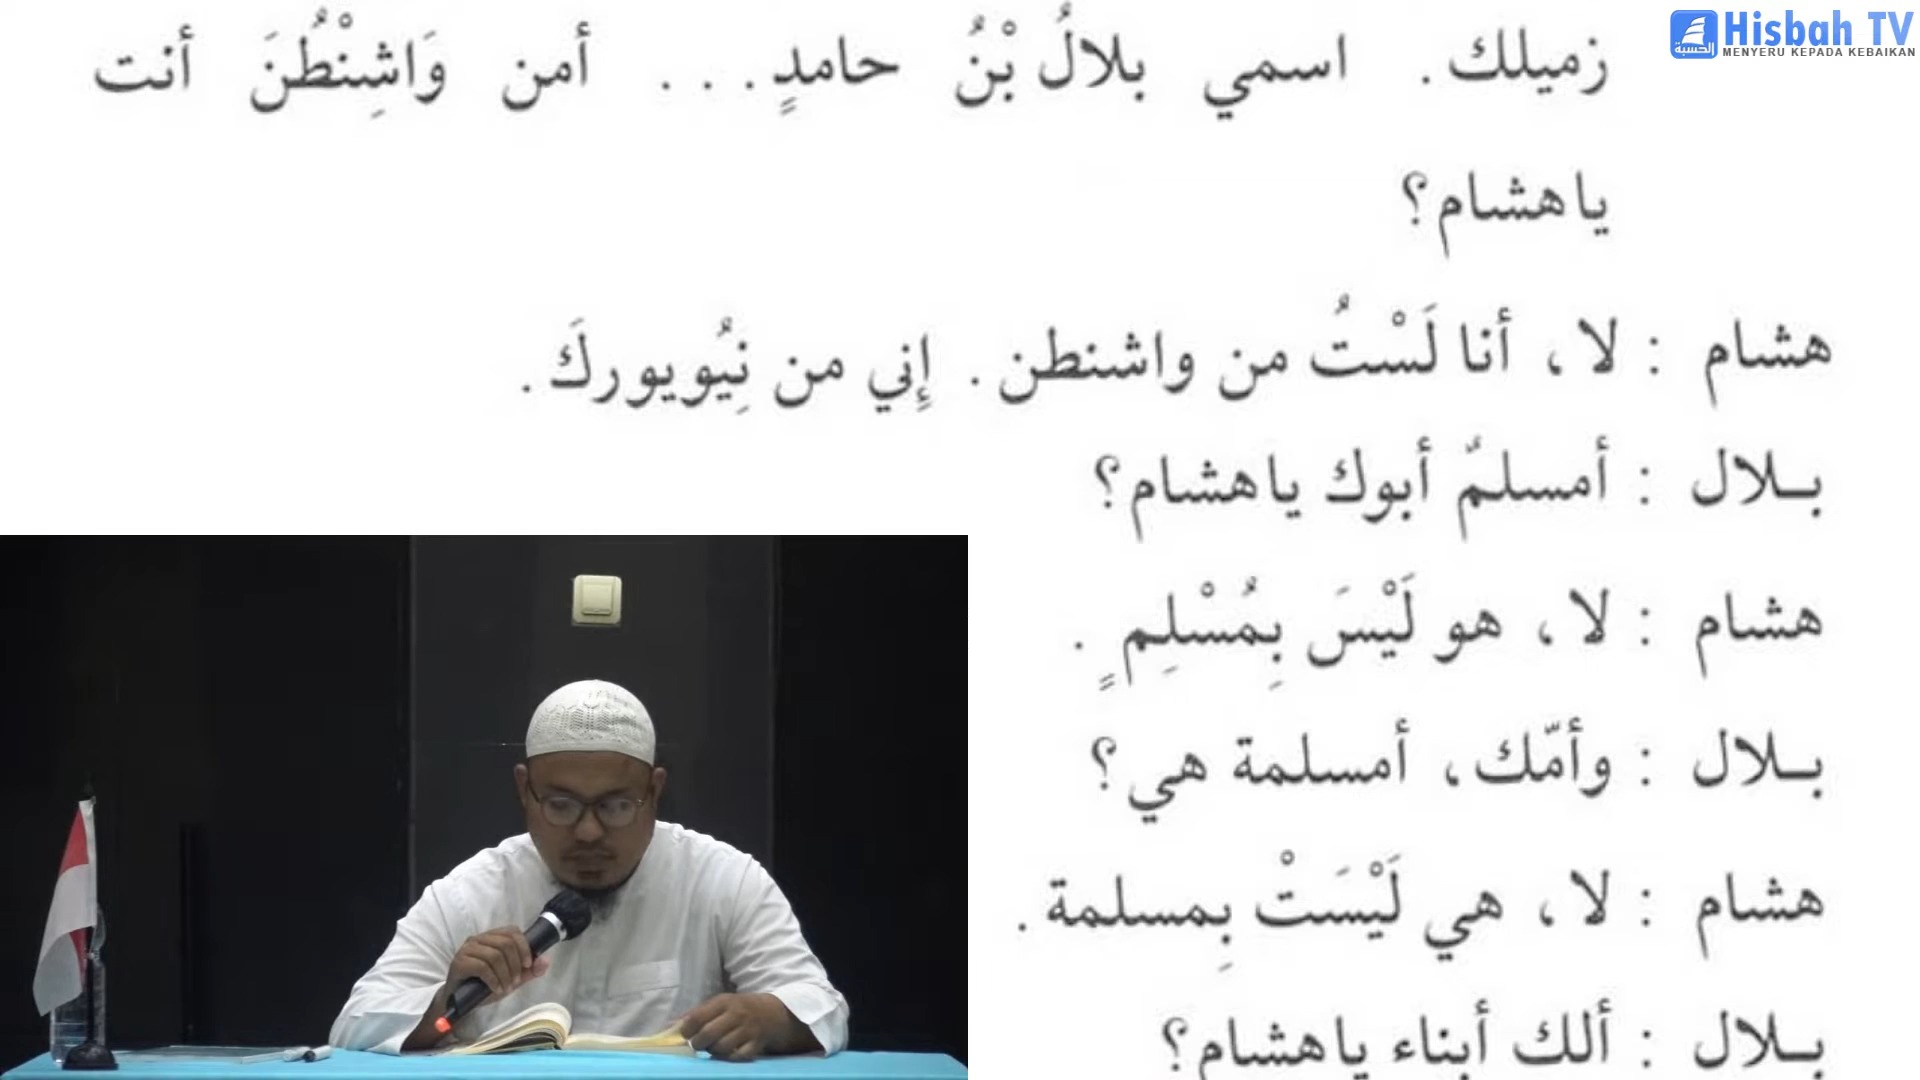 Hisbah TV
الحسبة
MENYERU KEPADA KEBAIKAN
زميلك. اسمي بلالُ بْنُ حامدٍ... أمن وَاشِنْطُنَ أنت
ياهشام؟
هشام : لا، أنا لَسْتُ من واشنطن. إِني من نِيُويوركَ.
بـلال : أمسلمٌ أبوك ياهشام؟
هشام : لا، هو لَيْسَ بِمُسْلِمٍ.
بـلال : وأمّك، أمسلمة هي؟
هشام : لا، هي لَيْسَتْ بِمسلمة.
بـلال : ألك أبناء ياهشام؟